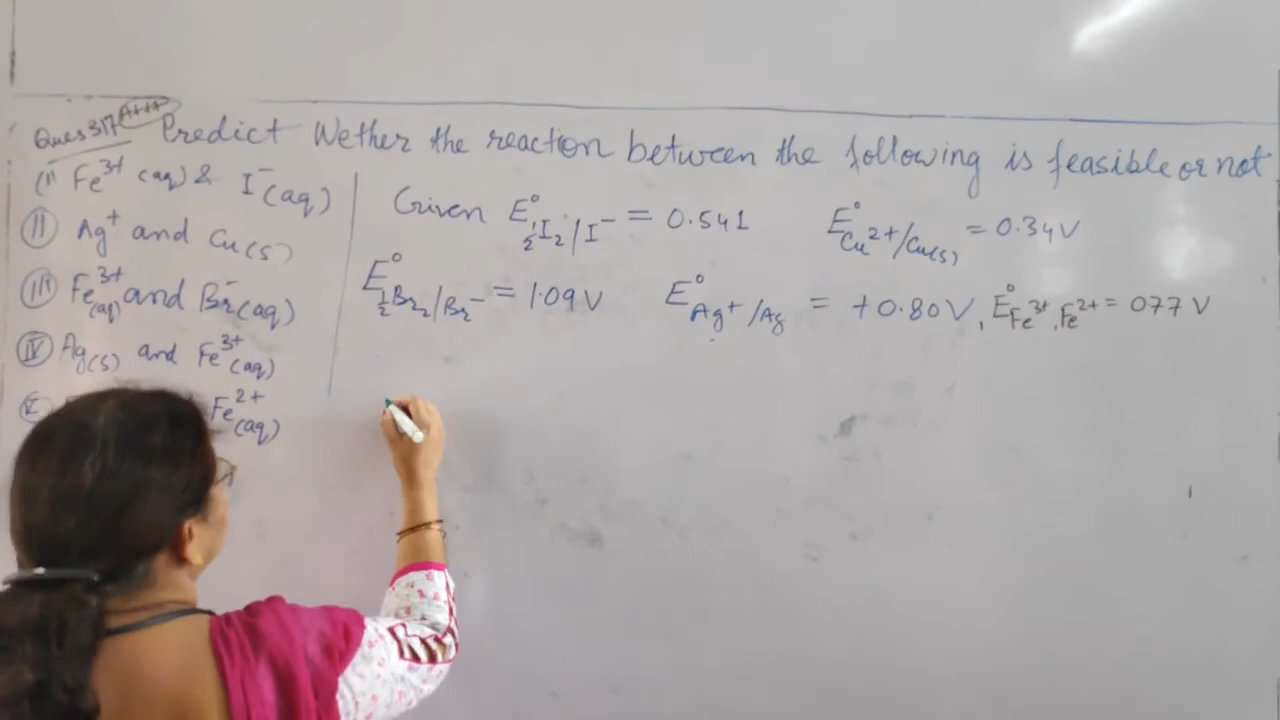 Ques 317 A+++ Predict Wether the reaction between the following is feasible or not
(I) Fe³⁺ (aq) & I⁻(aq)
Given E°½I₂/I⁻ = 0.541
E°Cu²⁺/Cu(s) = 0.34V
(II) Ag⁺ and Cu(s)
(III) Fe³⁺(aq) and Br⁻(aq)
E°½Br₂/Br⁻ = 1.09V
E°Ag⁺/Ag = +0.80V, E°Fe³⁺,Fe²⁺ = 077 V
(IV) Ag(s) and Fe³⁺(aq)
Fe²⁺(aq)